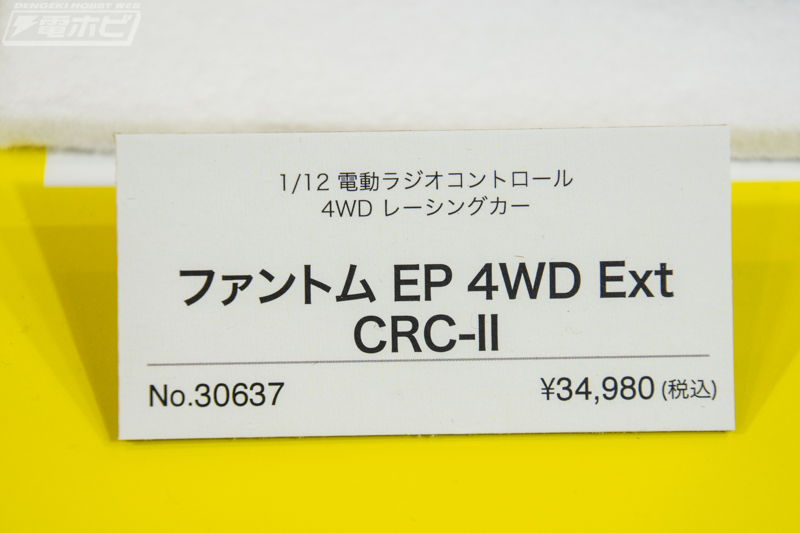 DENGEKI HOBBY WEB
電ホビ
1/12 電動ラジオコントロール
4WD レーシングカー
ファントム EP 4WD Ext
CRC-II
No.30637
¥34,980 (税込)